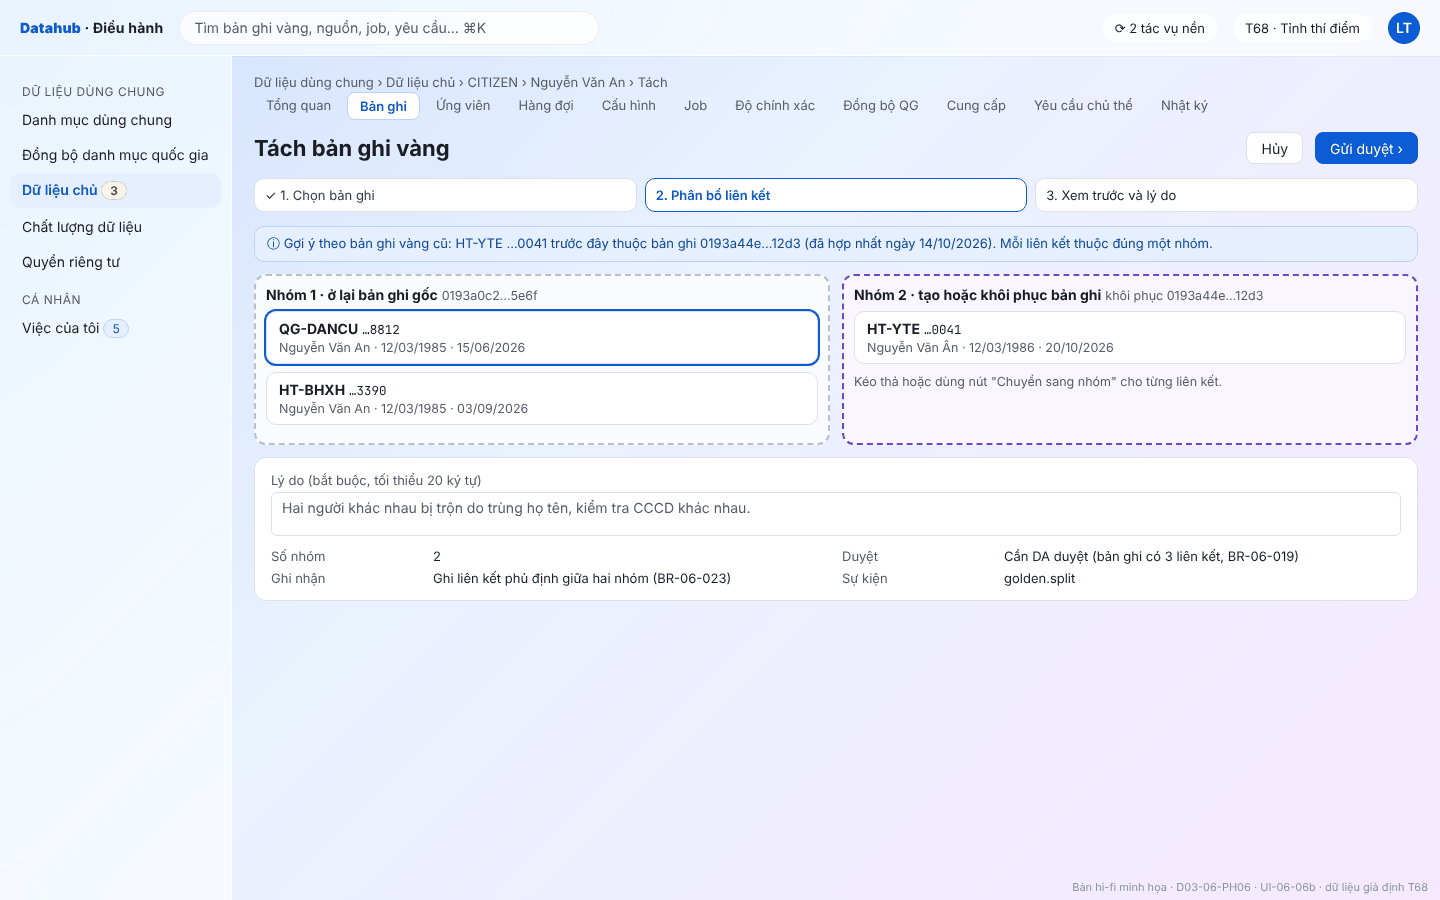 Datahub · Điều hành
Tìm bản ghi vàng, nguồn, job, yêu cầu... ⌘K
⟳ 2 tác vụ nền
T68 · Tỉnh thí điểm
LT
DỮ LIỆU DÙNG CHUNG
Danh mục dùng chung
Đồng bộ danh mục quốc gia
Dữ liệu chủ 3
Chất lượng dữ liệu
Quyền riêng tư
CÁ NHÂN
Việc của tôi 5
Dữ liệu dùng chung › Dữ liệu chủ › CITIZEN › Nguyễn Văn An › Tách
Tổng quan
Bản ghi
Ứng viên
Hàng đợi
Cấu hình
Job
Độ chính xác
Đồng bộ QG
Cung cấp
Yêu cầu chủ thể
Nhật ký
Tách bản ghi vàng
Hủy
Gửi duyệt ›
✓ 1. Chọn bản ghi
2. Phân bổ liên kết
3. Xem trước và lý do
ⓘ Gợi ý theo bản ghi vàng cũ: HT-YTE ...0041 trước đây thuộc bản ghi 0193a44e...12d3 (đã hợp nhất ngày 14/10/2026). Mỗi liên kết thuộc đúng một nhóm.
Nhóm 1 · ở lại bản ghi gốc 0193a0c2...5e6f
QG-DANCU …8812
Nguyễn Văn An · 12/03/1985 · 15/06/2026
HT-BHXH …3390
Nguyễn Văn An · 12/03/1985 · 03/09/2026
Nhóm 2 · tạo hoặc khôi phục bản ghi khôi phục 0193a44e...12d3
HT-YTE …0041
Nguyễn Văn Ân · 12/03/1986 · 20/10/2026
Kéo thả hoặc dùng nút "Chuyển sang nhóm" cho từng liên kết.
Lý do (bắt buộc, tối thiểu 20 ký tự)
Hai người khác nhau bị trộn do trùng họ tên, kiểm tra CCCD khác nhau.
Số nhóm
2
Duyệt
Cần DA duyệt (bản ghi có 3 liên kết, BR-06-019)
Ghi nhận
Ghi liên kết phủ định giữa hai nhóm (BR-06-023)
Sự kiện
golden.split
Bản hi-fi minh họa · D03-06-PH06 · UI-06-06b · dữ liệu giả định T68